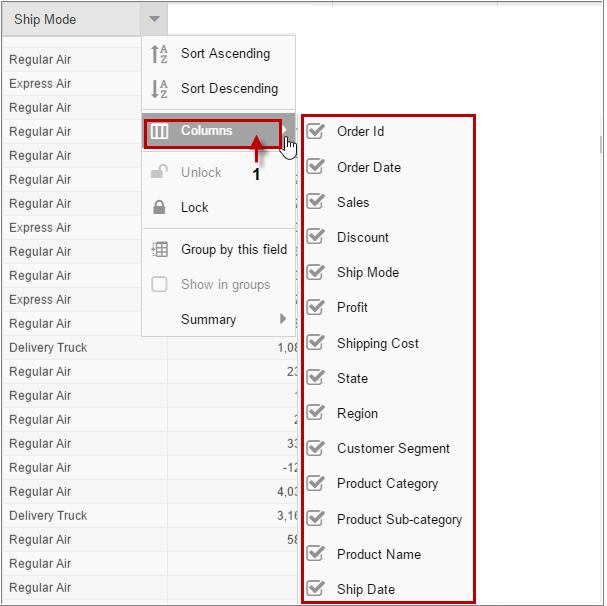 Ship Mode
Regular Air
Express Air
Regular Air
Regular Air
Regular Air
Regular Air
Regular Air
Express Air
Regular Air
Regular Air
Express Air
Regular Air
Delivery Truck 1,08
Regular Air 23
Regular Air
Regular Air 2
Regular Air 33
Regular Air -12
Regular Air 4,03
Delivery Truck 3,16
Regular Air 58
Regular Air
Regular Air
Sort Ascending
Sort Descending
Columns
1
Unlock
Lock
Group by this field
Show in groups
Summary
Order Id
Order Date
Sales
Discount
Ship Mode
Profit
Shipping Cost
State
Region
Customer Segment
Product Category
Product Sub-category
Product Name
Ship Date